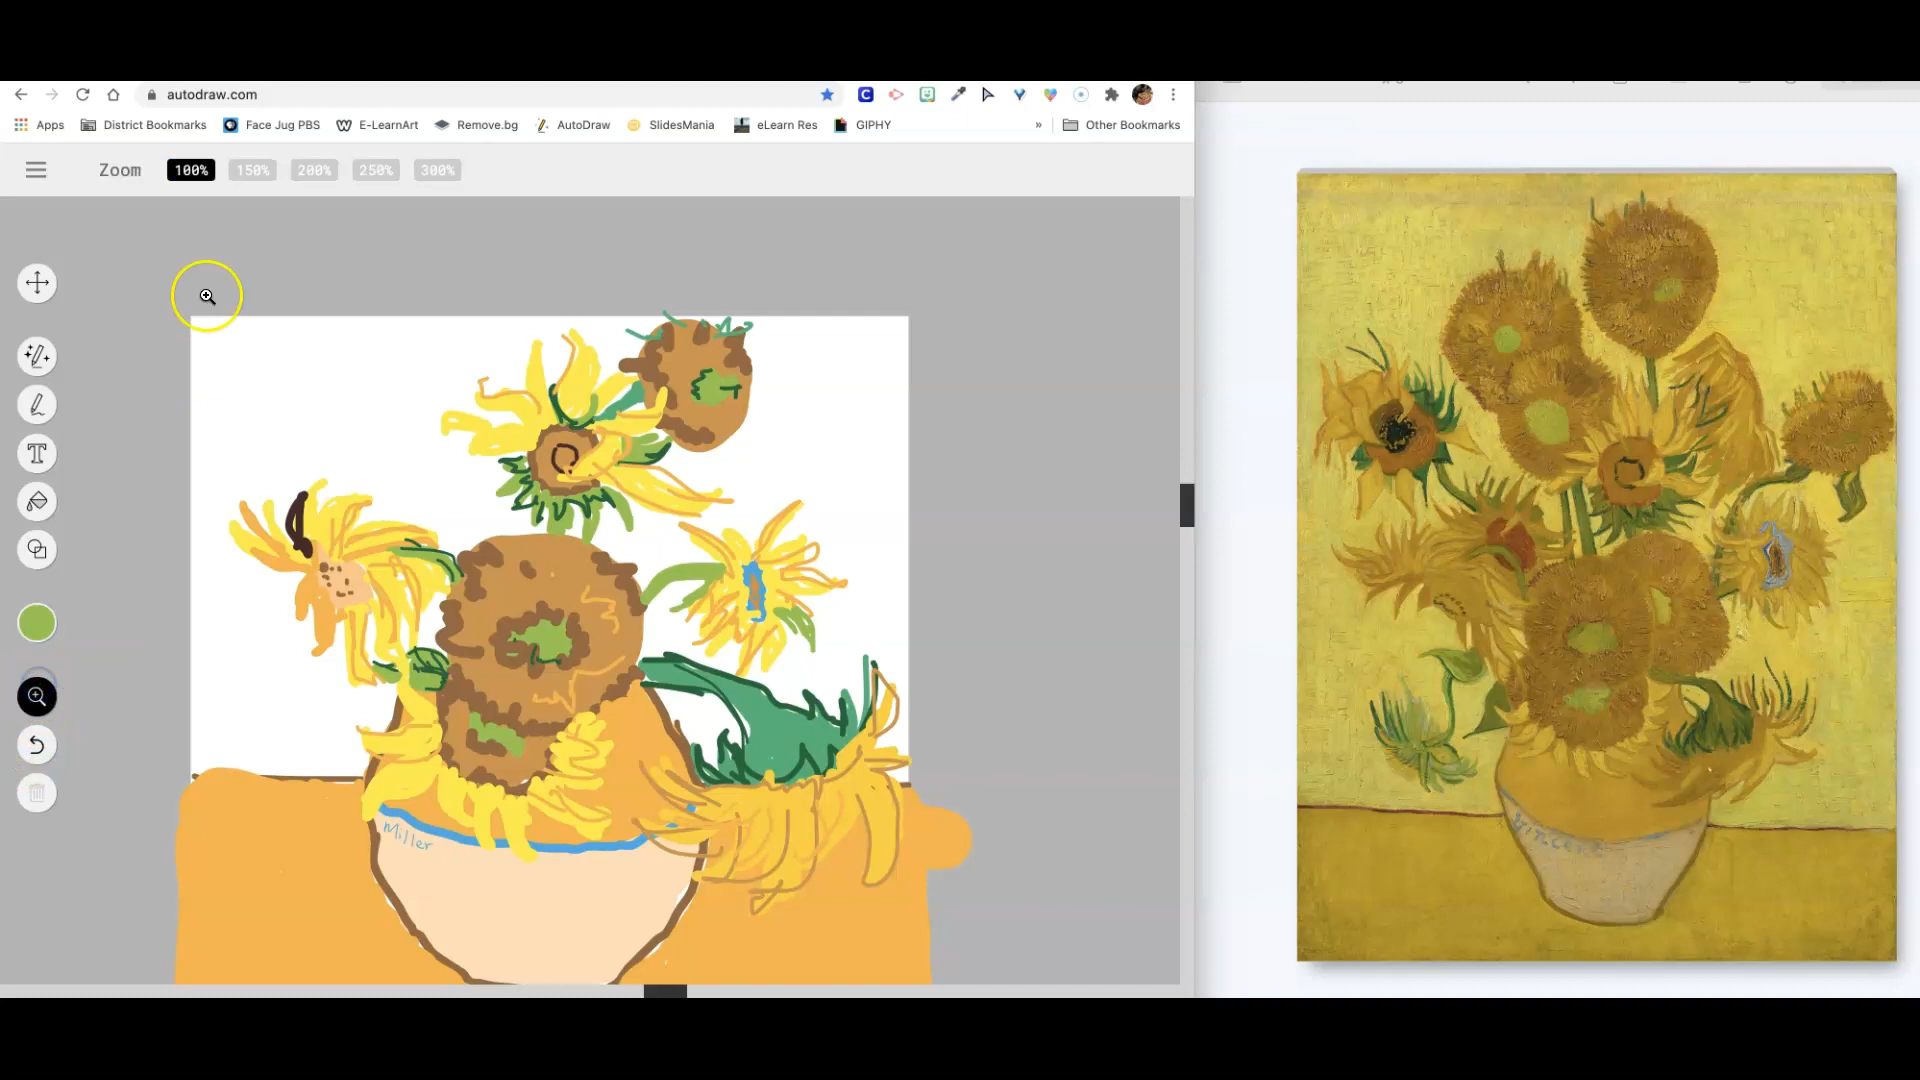 autodraw.com
Apps District Bookmarks Face Jug PBS E-LearnArt Remove.bg AutoDraw SlidesMania eLearn Res GIPHY » Other Bookmarks
Zoom 100% 150% 200% 250% 300%
Miller
Vincent